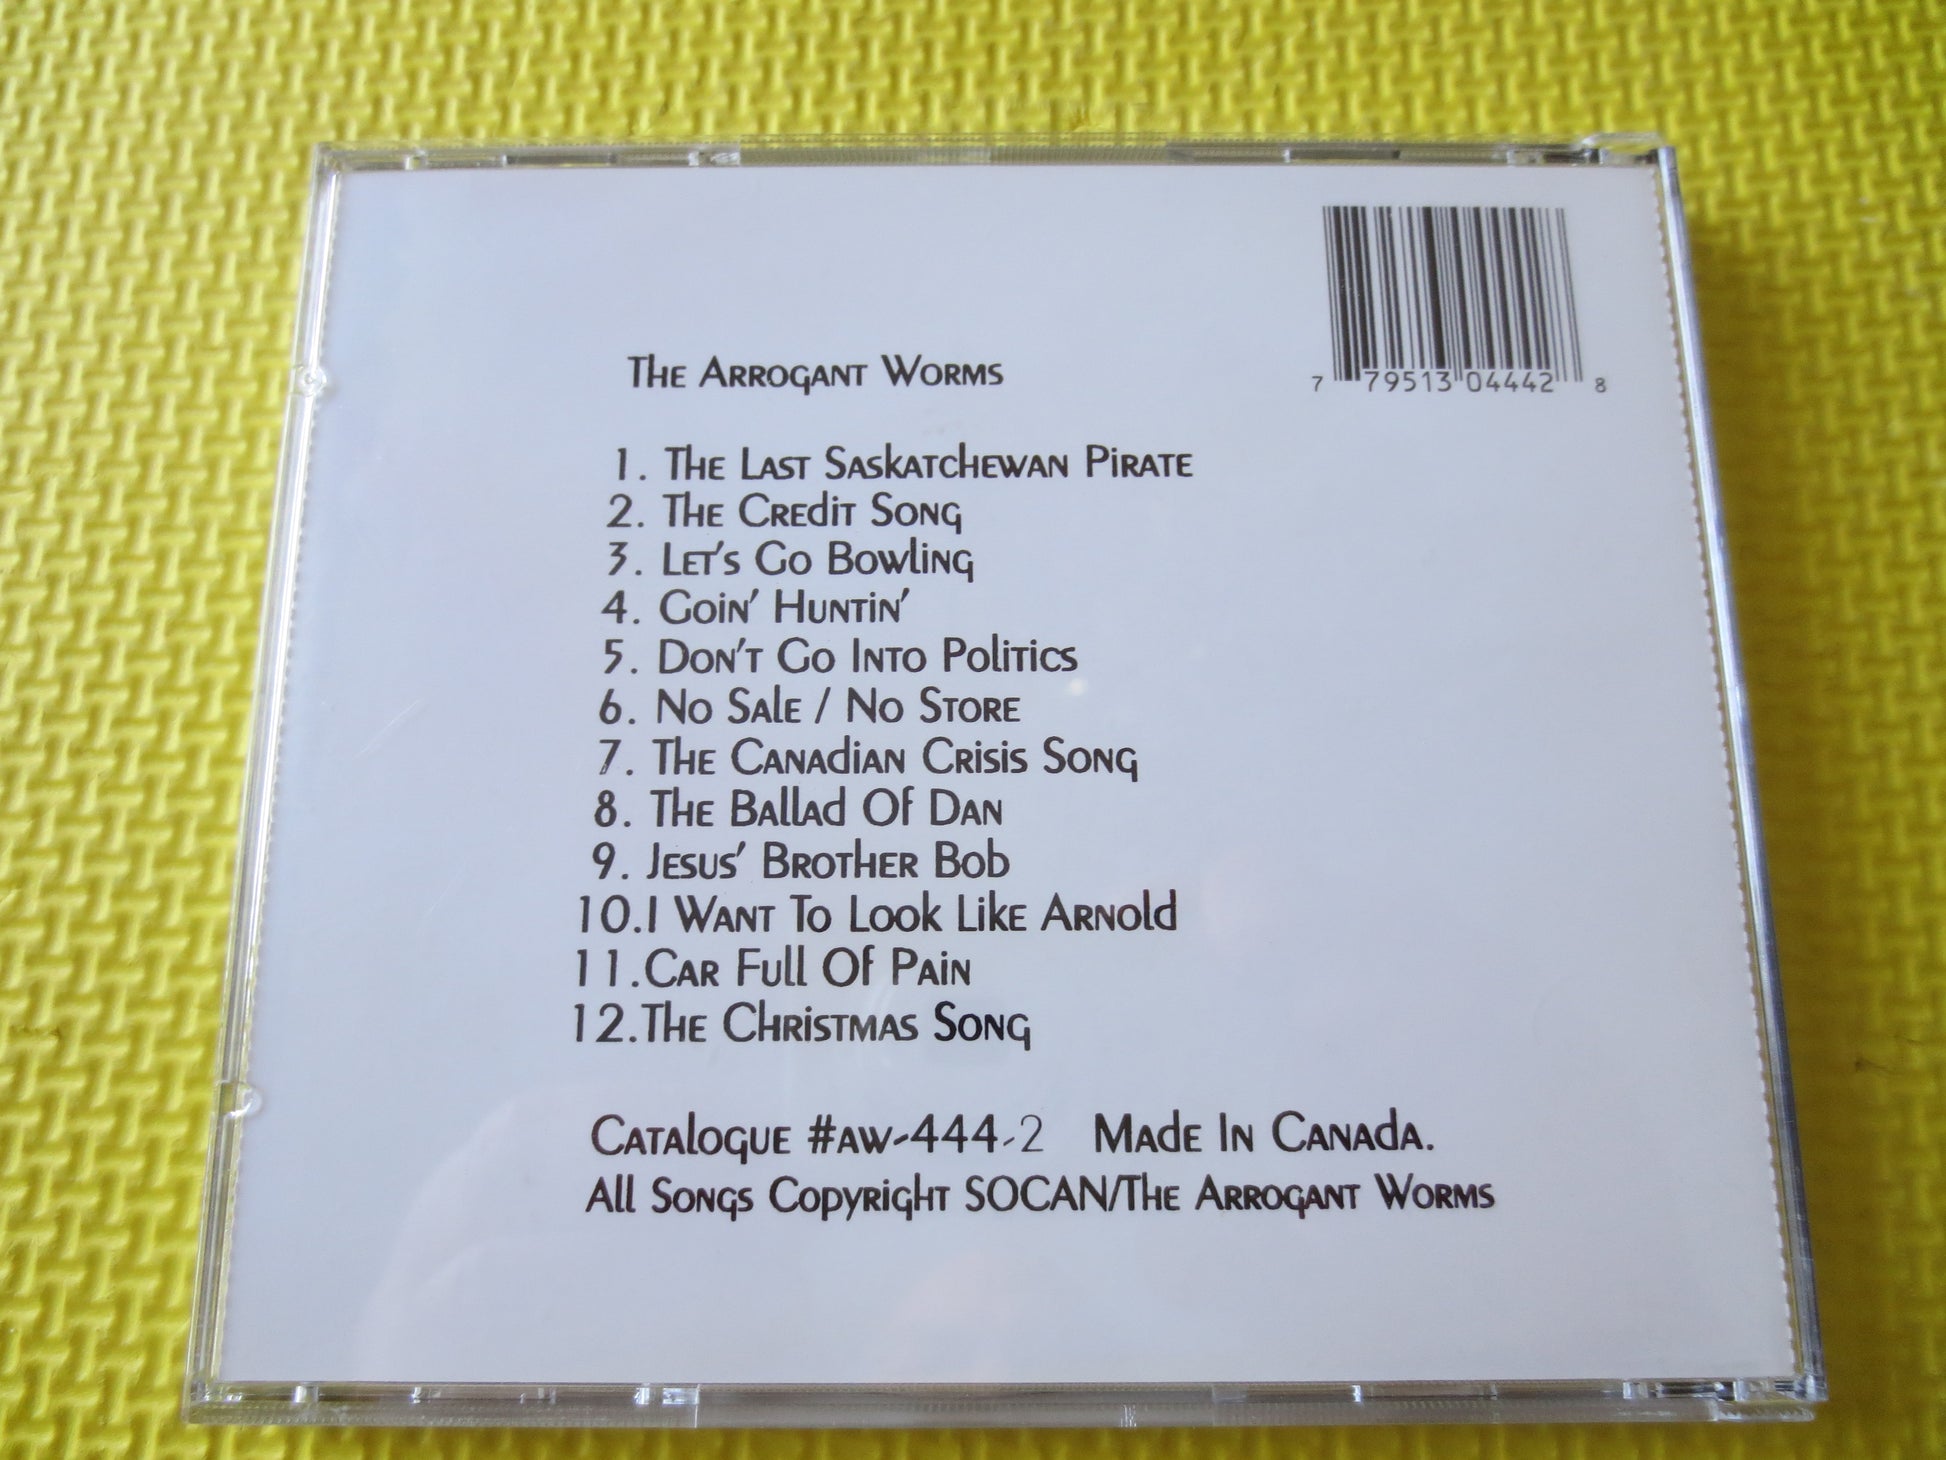 7 79513 04442 8
The Arrogant Worms
1. The Last Saskatchewan Pirate
2. The Credit Song
3. Let's Go Bowling
4. Goin' Huntin'
5. Don't Go Into Politics
6. No Sale / No Store
7. The Canadian Crisis Song
8. The Ballad Of Dan
9. Jesus' Brother Bob
10. I Want To Look Like Arnold
11. Car Full Of Pain
12. The Christmas Song
Catalogue #aw-444-2 Made In Canada.
All Songs Copyright SOCAN/The Arrogant Worms